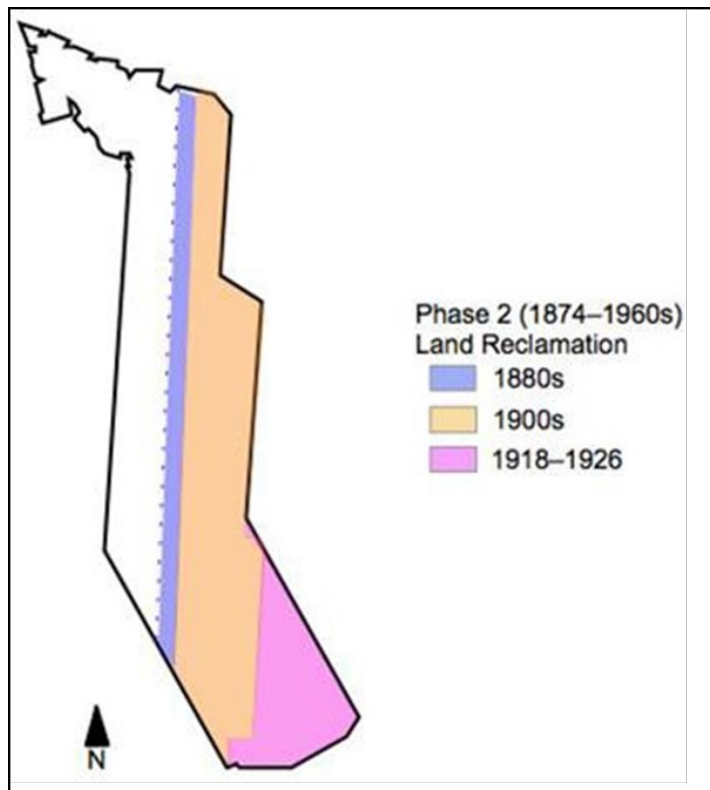 Phase 2 (1874–1960s)
Land Reclamation
1880s
1900s
1918–1926
N